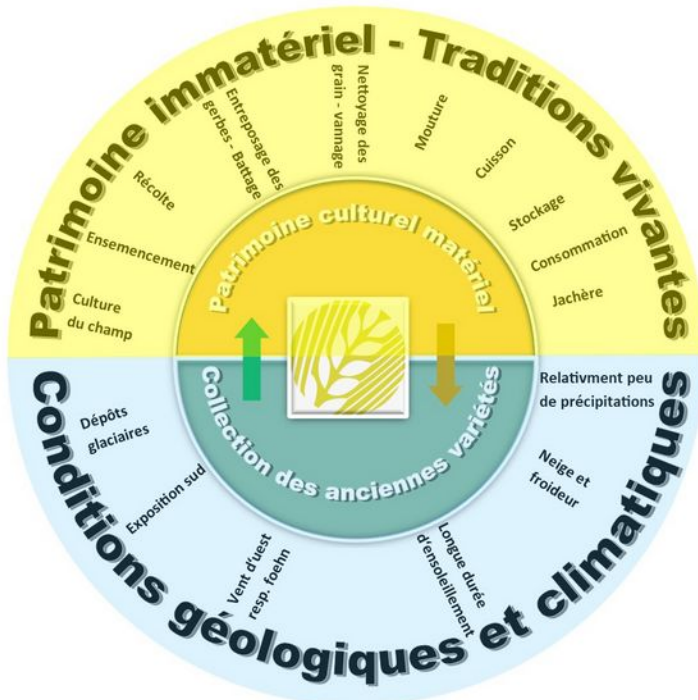 Patrimoine immatériel - Traditions vivantes
Culture
du champ
Ensemencement
Récolte
Entreposage des
gerbes - Battage
Nettoyage des
grain - vannage
Mouture
Cuisson
Stockage
Consommation
Jachère
Patrimoine culturel matériel
Collection des anciennes variétés
Relativment peu
de précipitations
Neige et
froideur
Longue durée
d'ensoleillement
Vent d'uest
resp. foehn
Exposition sud
Dépôts
glaciaires
Conditions géologiques et climatiques